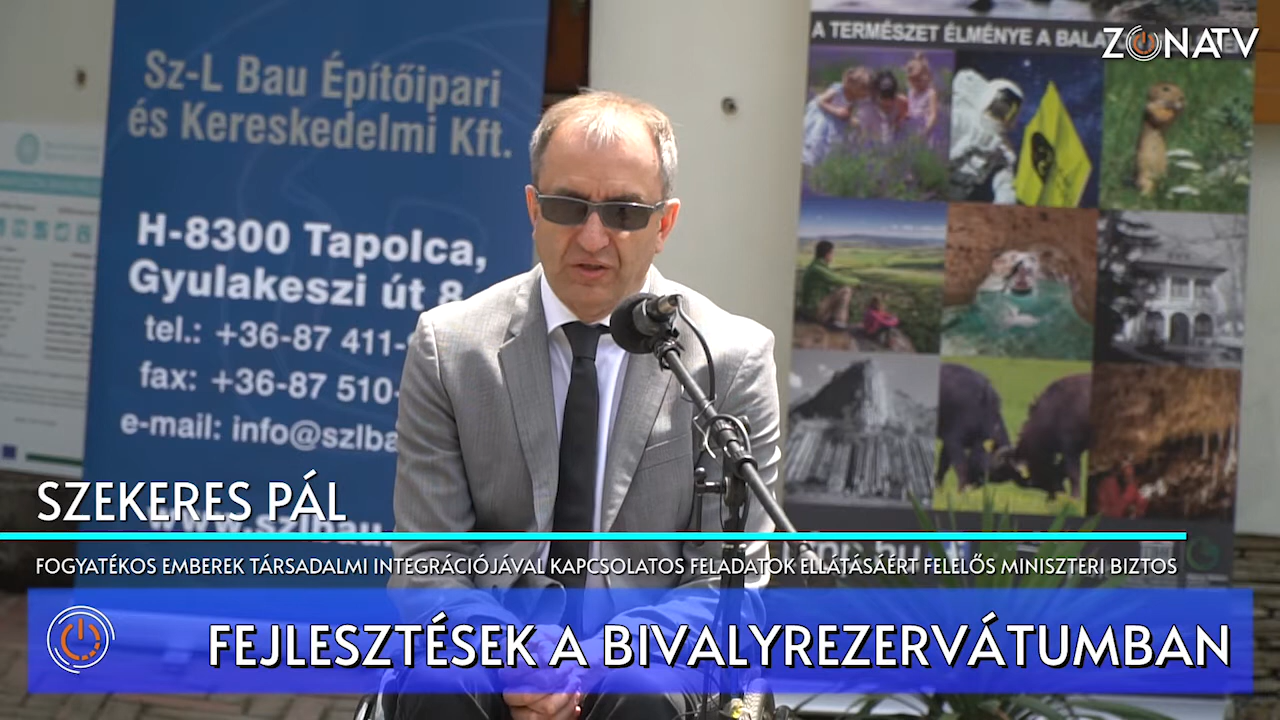 Sz-L Bau Építőipari
és Kereskedelmi Kft.
H-8300 Tapolca,
Gyulakeszi út 8
tel.: +36-87 411-
fax: +36-87 510-
e-mail: info@szlba
www.szlbau.
A TERMÉSZET ÉLMÉNYE A
ZONATV
SZEKERES PÁL
FOGYATÉKOS EMBEREK TÁRSADALMI INTEGRÁCIÓJÁVAL KAPCSOLATOS FELADATOK ELLÁTÁSÁÉRT FELELŐS MINISZTERI BIZTOS
FEJLESZTÉSEK A BIVALYREZERVÁTUMBAN